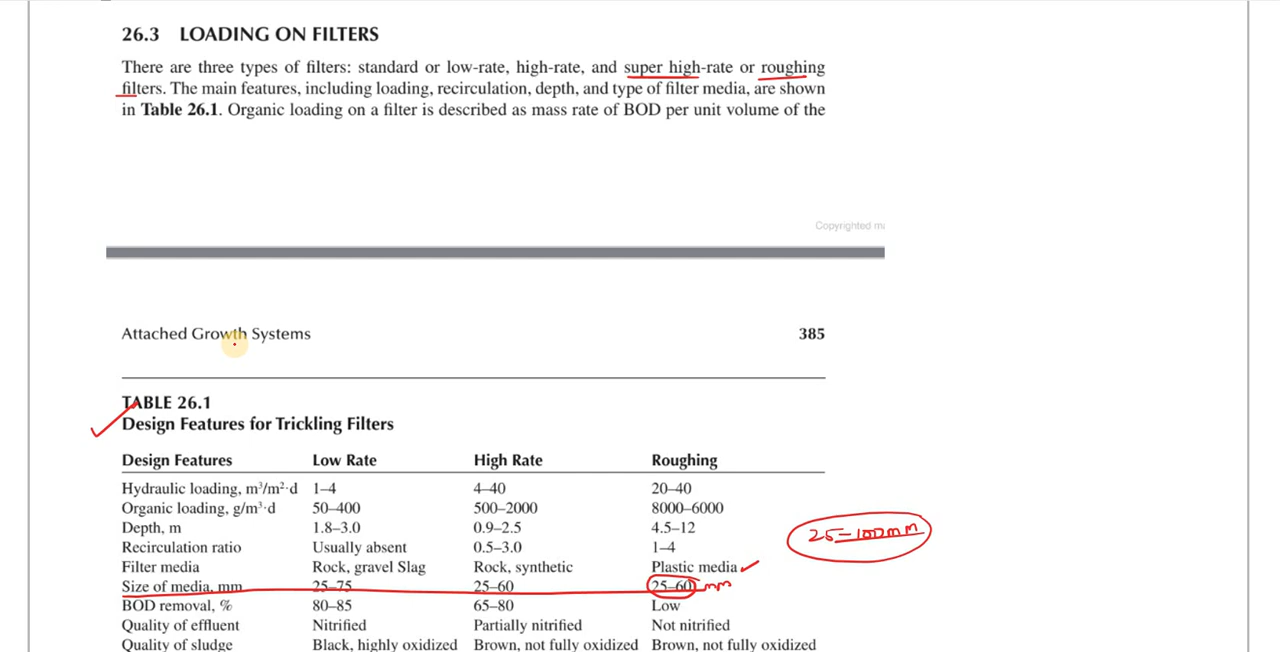 26.3 LOADING ON FILTERS
There are three types of filters: standard or low-rate, high-rate, and super high-rate or roughing
filters. The main features, including loading, recirculation, depth, and type of filter media, are shown
in Table 26.1. Organic loading on a filter is described as mass rate of BOD per unit volume of the
Copyrighted
Attached Growth Systems 385
TABLE 26.1
Design Features for Trickling Filters
Design Features Low Rate High Rate Roughing
Hydraulic loading, m³/m²·d 1–4 4–40 20–40
Organic loading, g/m³·d 50–400 500–2000 8000–6000
Depth, m 1.8–3.0 0.9–2.5 4.5–12
25-100mm
Recirculation ratio Usually absent 0.5–3.0 1–4
Filter media Rock, gravel Slag Rock, synthetic Plastic media
Size of media, mm 25–75 25–60 25–60 mm
BOD removal, % 80–85 65–80 Low
Quality of effluent Nitrified Partially nitrified Not nitrified
Quality of sludge Black, highly oxidized Brown, not fully oxidized Brown, not fully oxidized